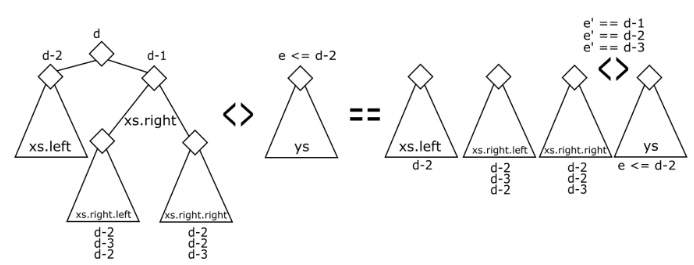 d
d-2
d-1
xs.left
xs.right
xs.right.left
d-2
d-3
d-2
xs.right.right
d-2
d-2
d-3
<>
e <= d-2
ys
==
xs.left
d-2
xs.right.left
d-2
d-3
d-2
e' == d-1
e' == d-2
e' == d-3
<>
xs.right.right
d-2
d-2
d-3
ys
e <= d-2